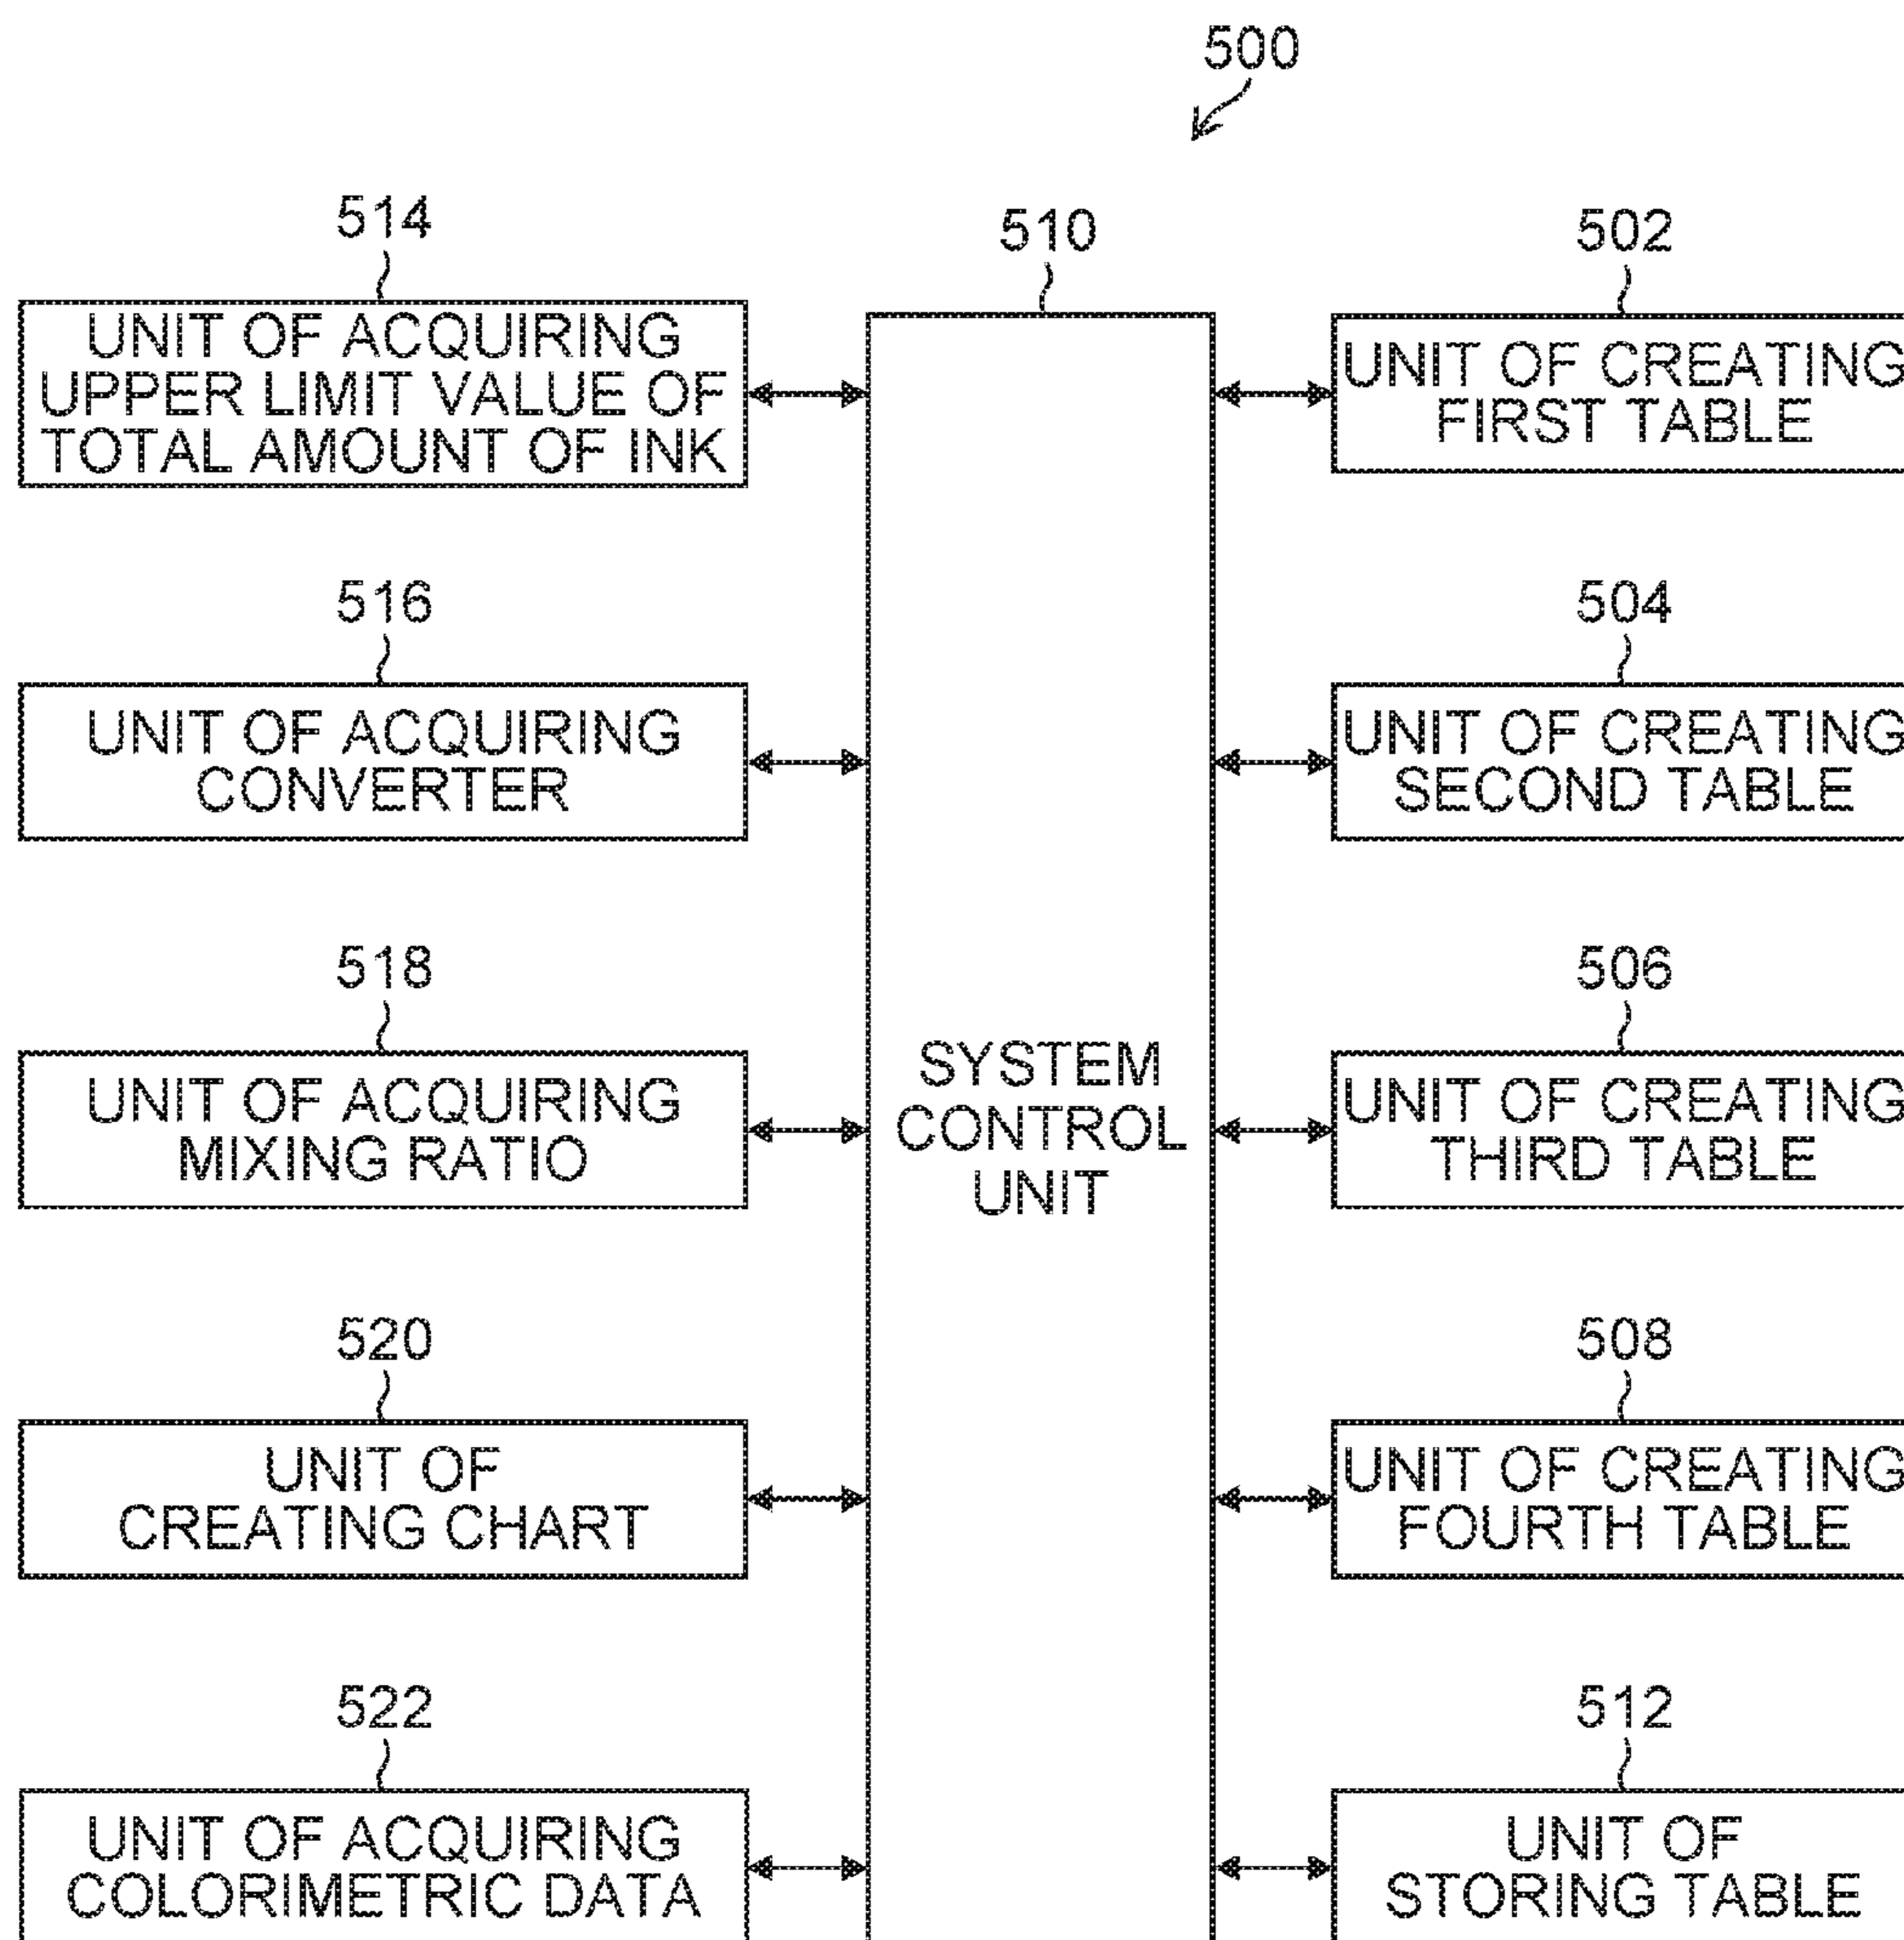 500
514
UNIT OF ACQUIRING
UPPER LIMIT VALUE OF
TOTAL AMOUNT OF INK
516
UNIT OF ACQUIRING
CONVERTER
518
UNIT OF ACQUIRING
MIXING RATIO
520
UNIT OF
CREATING CHART
522
UNIT OF ACQUIRING
COLORIMETRIC DATA
510
SYSTEM
CONTROL
UNIT
502
UNIT OF CREATING
FIRST TABLE
504
UNIT OF CREATING
SECOND TABLE
506
UNIT OF CREATING
THIRD TABLE
508
UNIT OF CREATING
FOURTH TABLE
512
UNIT OF
STORING TABLE